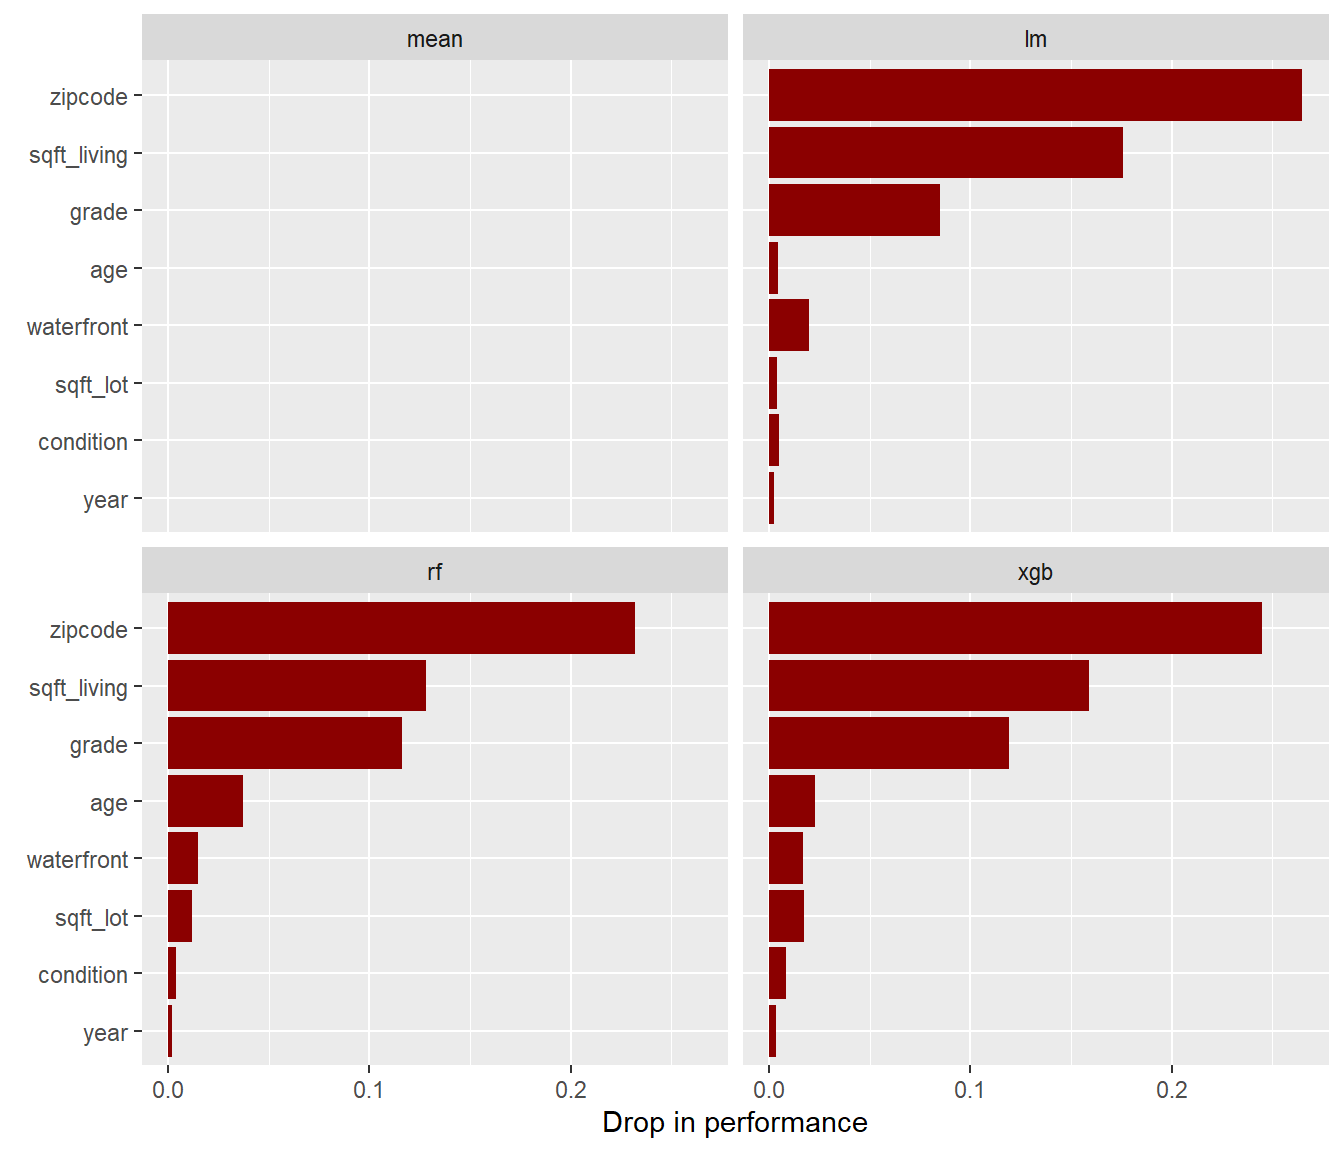 mean
lm
zipcode
sqft_living
grade
age
waterfront
sqft_lot
condition
year
rf
xgb
zipcode
sqft_living
grade
age
waterfront
sqft_lot
condition
year
0.0 0.1 0.2
0.0 0.1 0.2
Drop in performance